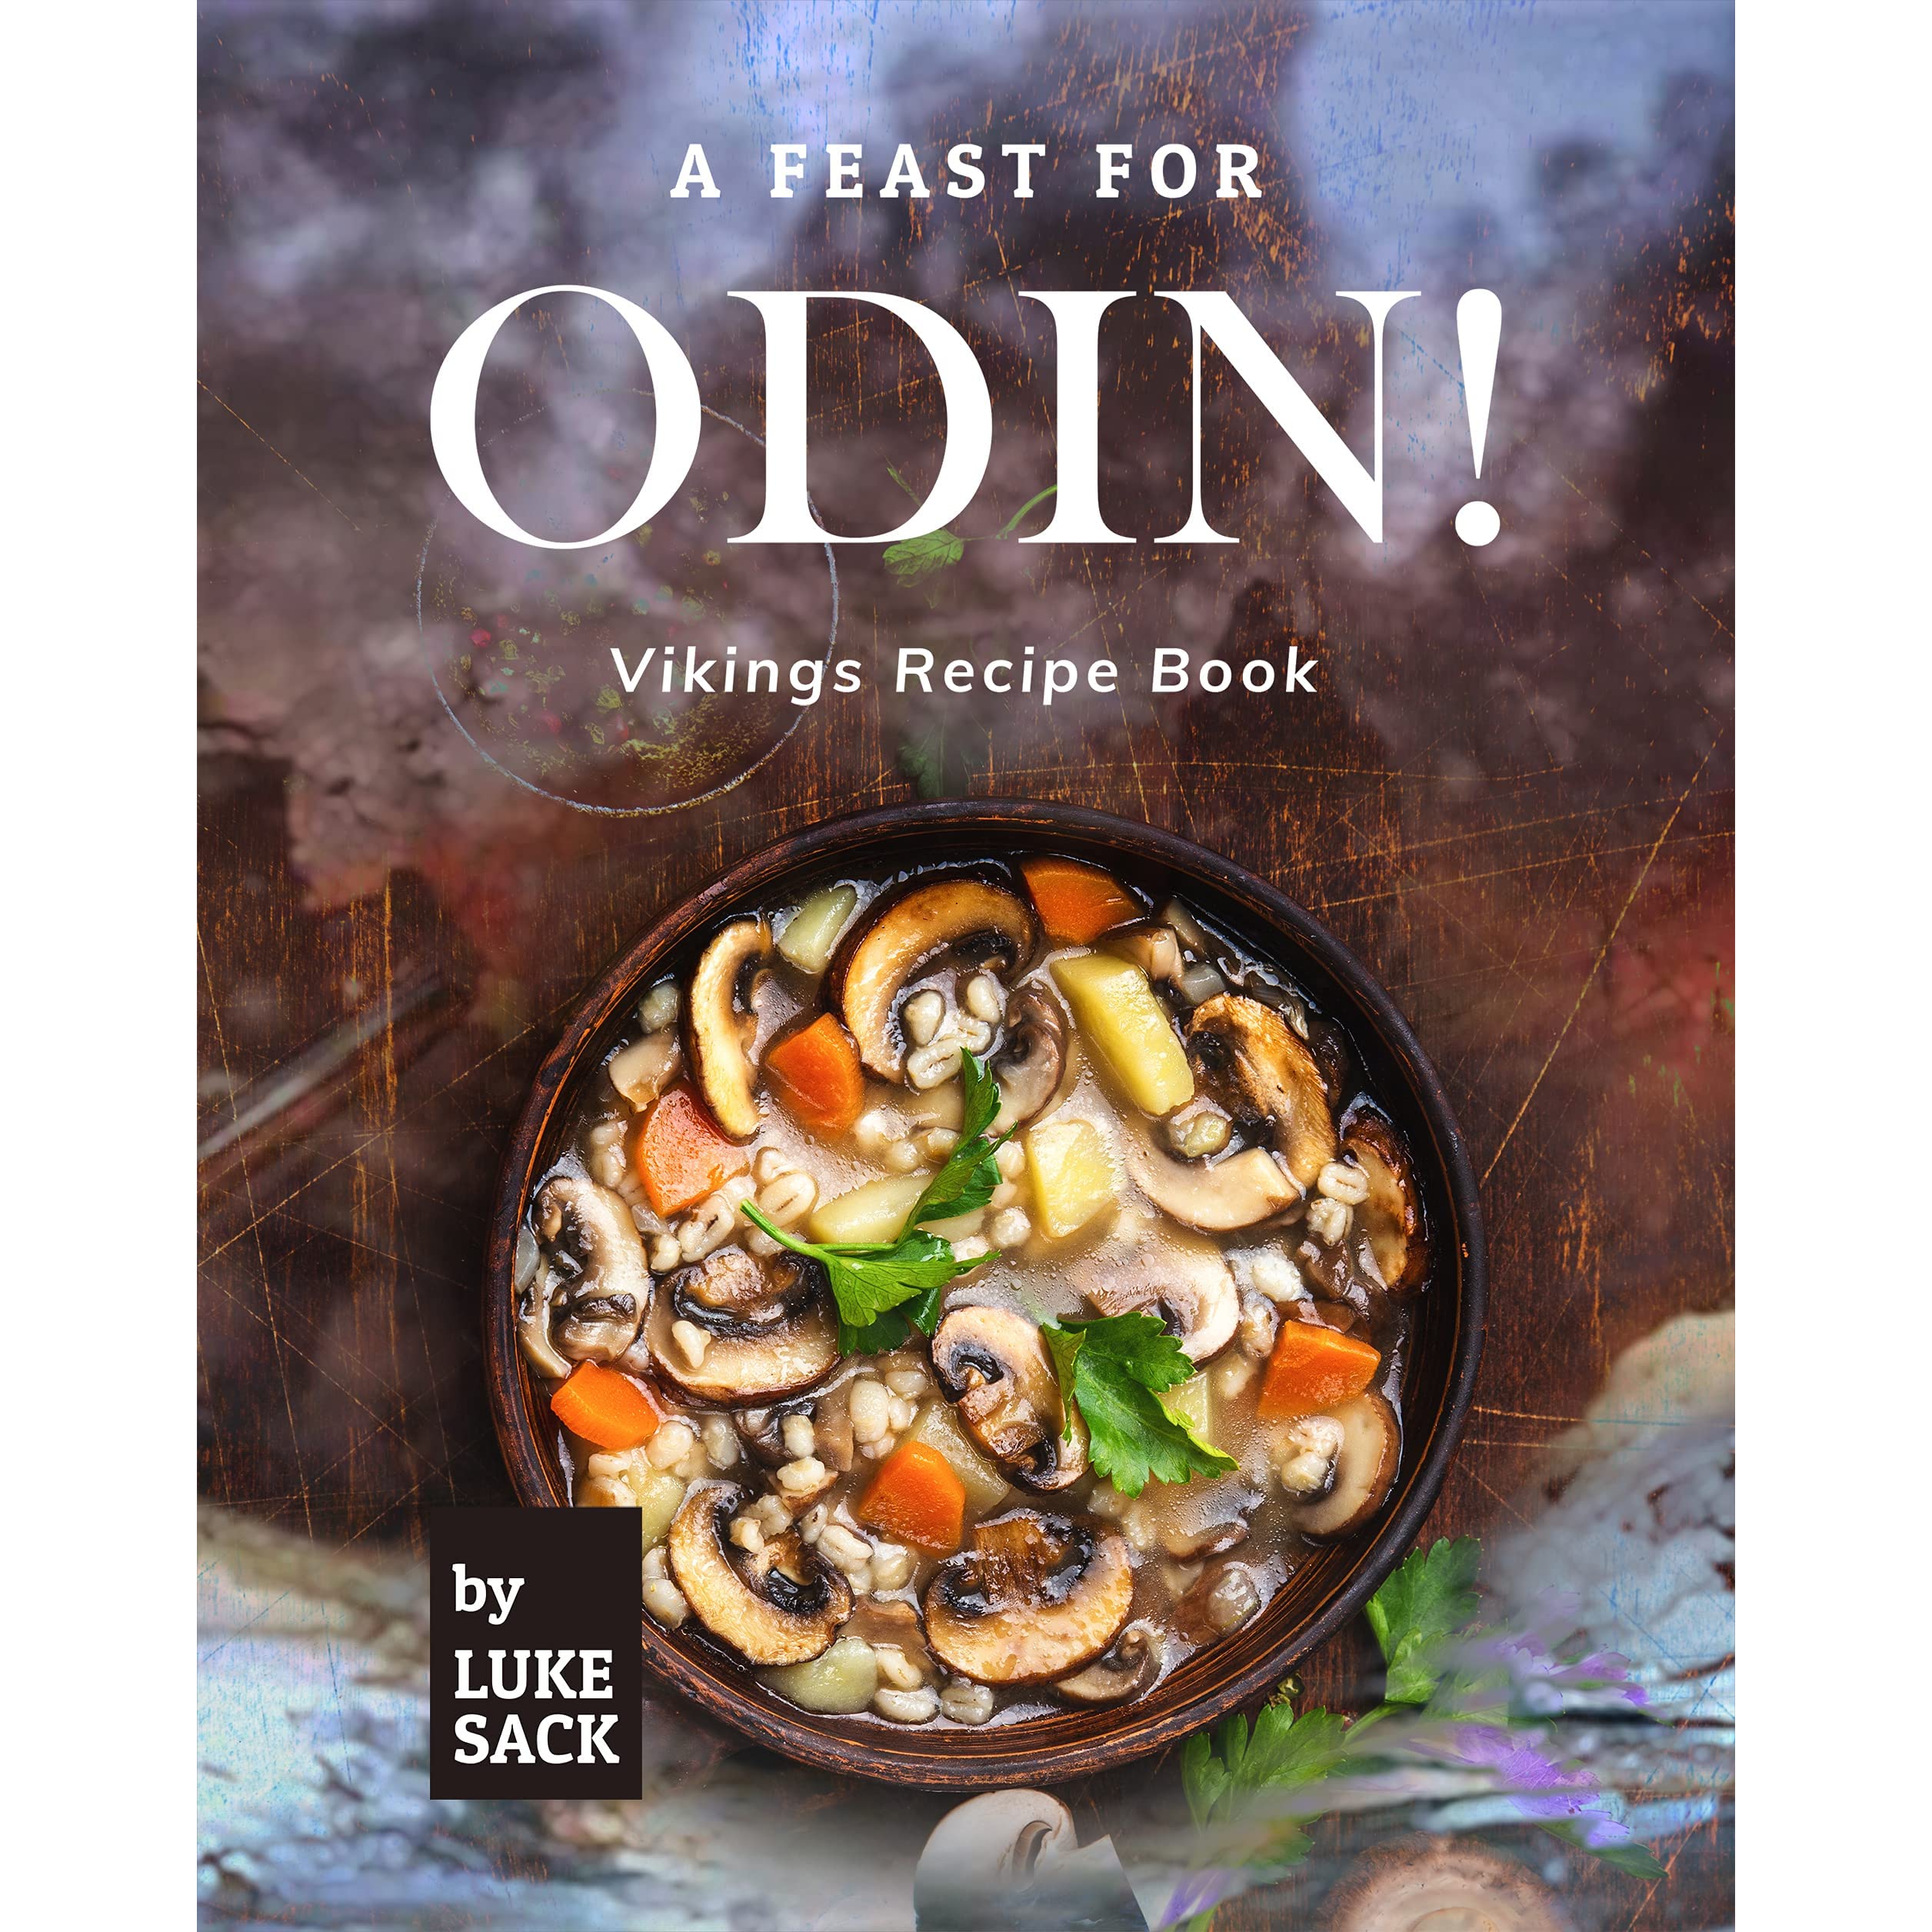 A FEAST FOR
ODIN!
Vikings Recipe Book
by
LUKE
SACK